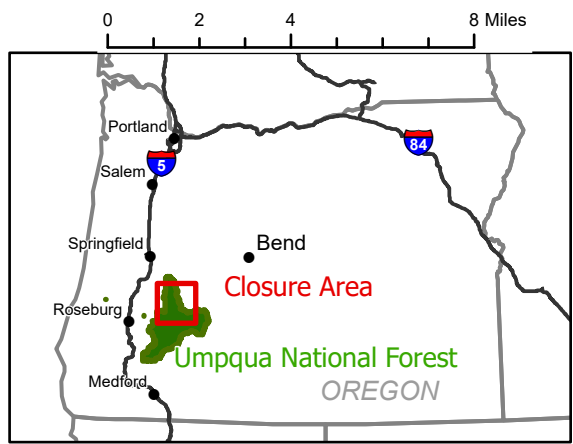 0 2 4 8 Miles
Portland
5
84
Salem
Springfield
Bend
Closure Area
Roseburg
Umpqua National Forest
Medford
OREGON